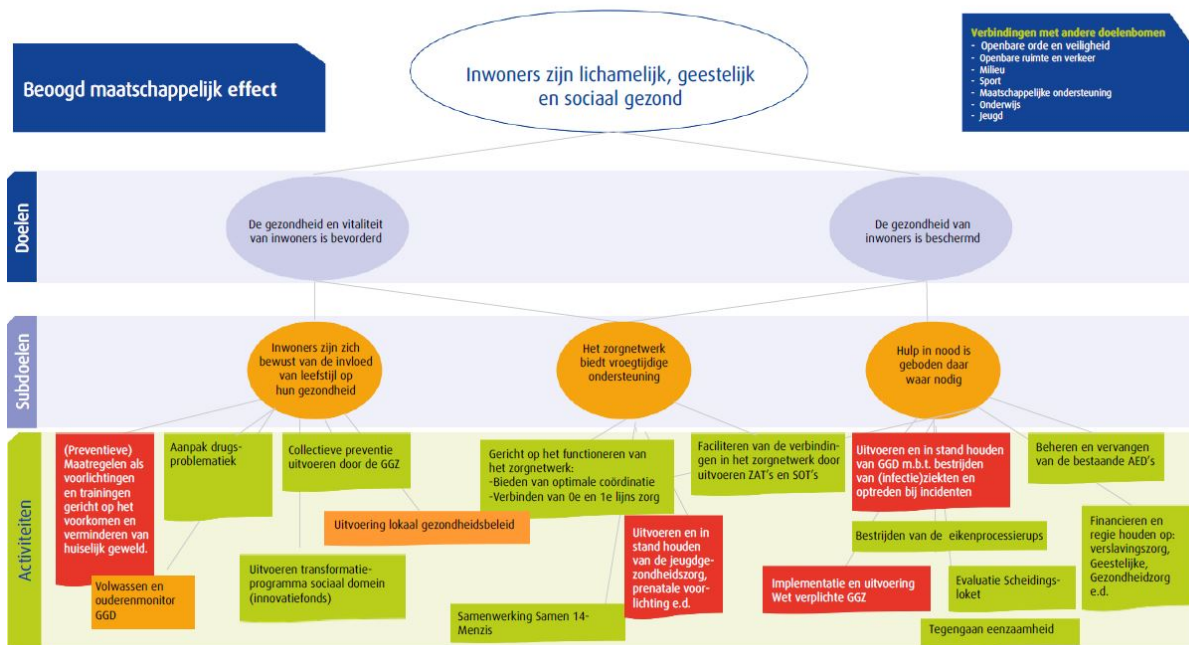 Beoogd maatschappelijk effect
Inwoners zijn lichamelijk, geestelijk
en sociaal gezond
Verbindingen met andere doelenbomen
- Openbare orde en veiligheid
- Openbare ruimte en verkeer
- Milieu
- Sport
- Maatschappelijke ondersteuning
- Onderwijs
- Jeugd
Doelen
De gezondheid en vitaliteit
van inwoners is bevorderd
De gezondheid van
inwoners is beschermd
Subdoelen
Inwoners zijn zich
bewust van de invloed
van leefstijl op
hun gezondheid
Het zorgnetwerk
biedt vroegtijdige
ondersteuning
Hulp in nood is
geboden daar
waar nodig
Activiteiten
(Preventieve)
Maatregelen als
voorlichtingen
en trainingen
gericht op het
voorkomen en
verminderen van
huiselijk geweld.
Aanpak drugs-
problematiek
Collectieve preventie
uitvoeren door de GGZ
Gericht op het functioneren van
het zorgnetwerk:
-Bieden van optimale coördinatie
-Verbinden van 0e en 1e lijns zorg
Faciliteren van de verbindin-
gen in het zorgnetwerk door
uitvoeren ZAT's en SOT's
Uitvoeren en in stand houden
van GGD m.b.t. bestrijden
van (infectie)ziekten en
optreden bij incidenten
Beheren en vervangen
van de bestaande AED's
Uitvoering lokaal gezondheidsbeleid
Uitvoeren en in
stand houden
van de jeugdge-
zondheidszorg,
prenatale voor-
lichting e.d.
Bestrijden van de eikenprocessierups
Financieren en
regie houden op:
verslavingzorg,
Geestelijke,
Gezondheidzorg
e.d.
Volwassen en
ouderenmonitor
GGD
Uitvoeren transformatie-
programma sociaal domein
(innovatiefonds)
Samenwerking Samen 14-
Menzis
Implementatie en uitvoering
Wet verplichte GGZ
Evaluatie Scheidings-
loket
Tegengaan eenzaamheid